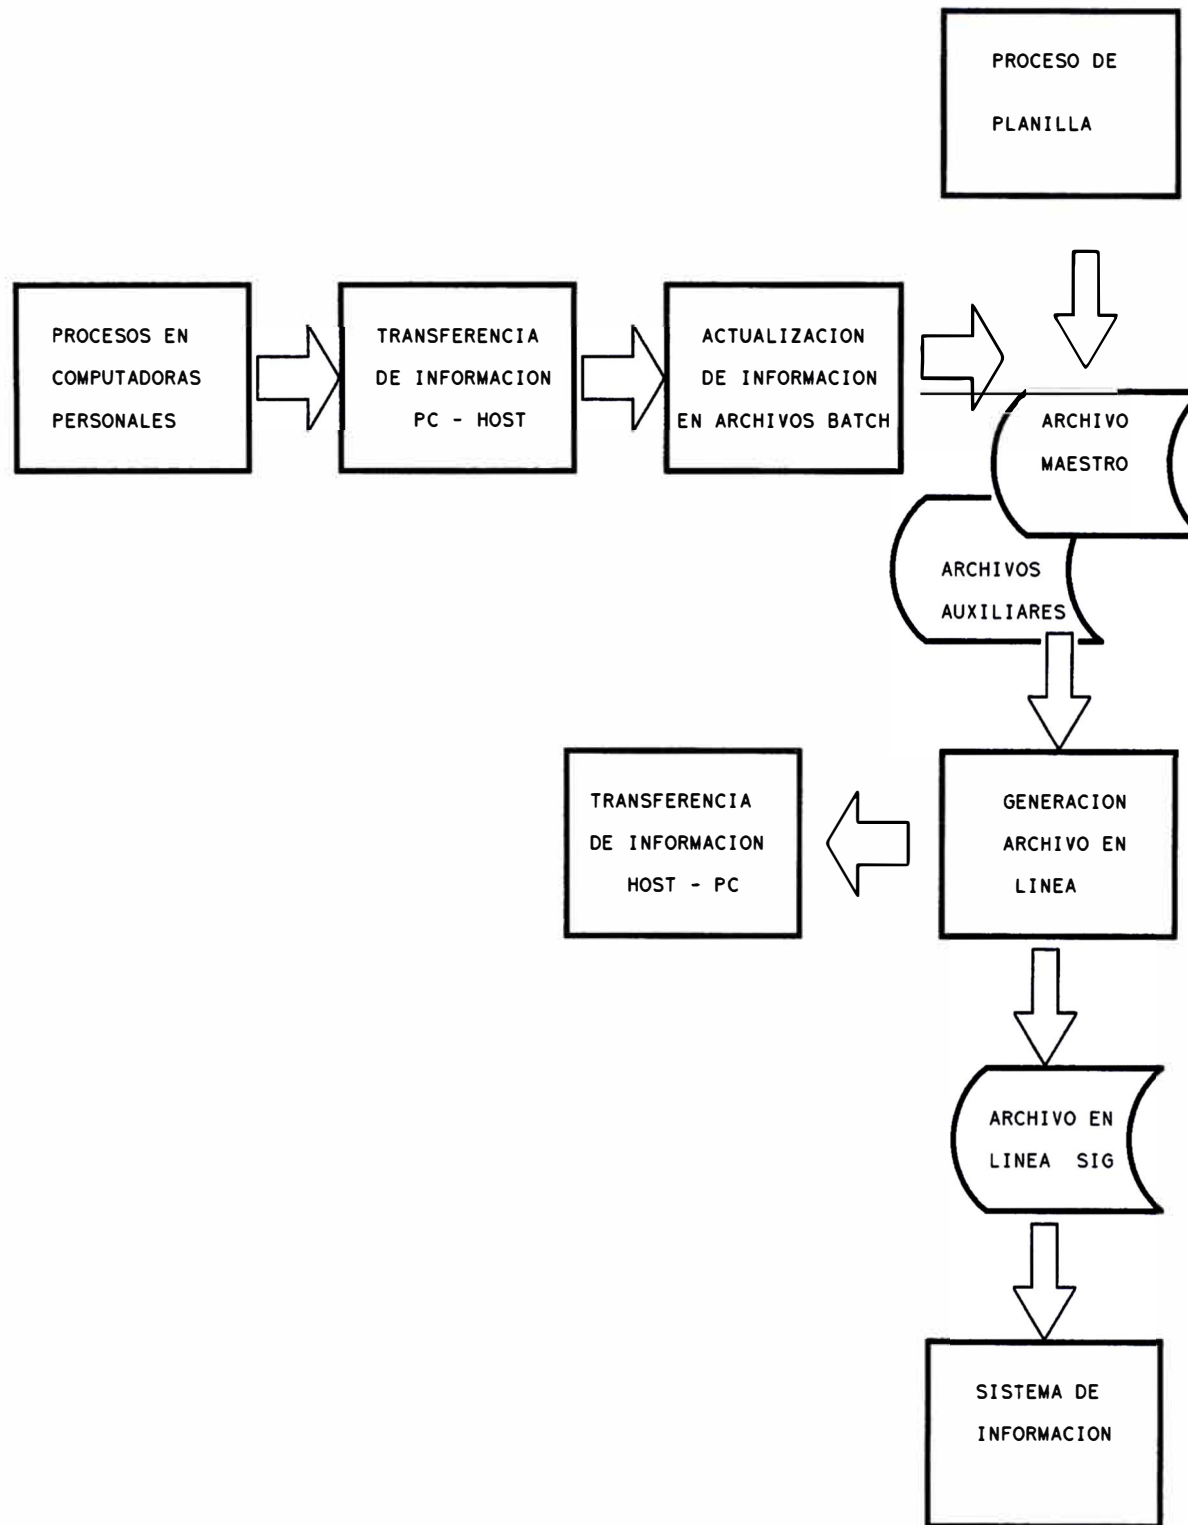 PROCESO DE
PLANILLA
PROCESOS EN
COMPUTADORAS
PERSONALES
TRANSFERENCIA
DE INFORMACION
PC - HOST
ACTUALIZACION
DE INFORMACION
EN ARCHIVOS BATCH
ARCHIVO
MAESTRO
ARCHIVOS
AUXILIARES
TRANSFERENCIA
DE INFORMACION
HOST - PC
GENERACION
ARCHIVO EN
LINEA
ARCHIVO EN
LINEA SIG
SISTEMA DE
INFORMACION